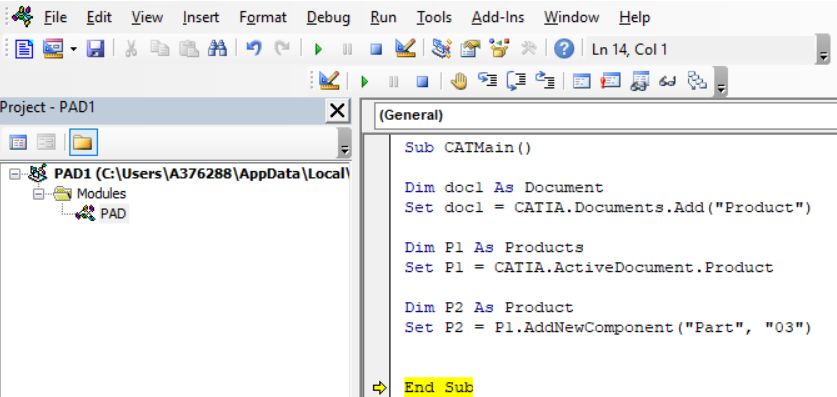 File Edit View Insert Format Debug Run Tools Add-Ins Window Help
Ln 14, Col 1
Project - PAD1
(General)
PAD1 (C:\Users\A376288\AppData\Local\
Modules
PAD
Sub CATMain()
Dim doc1 As Document
Set doc1 = CATIA.Documents.Add("Product")
Dim P1 As Products
Set P1 = CATIA.ActiveDocument.Product
Dim P2 As Product
Set P2 = P1.AddNewComponent("Part", "03")
End Sub